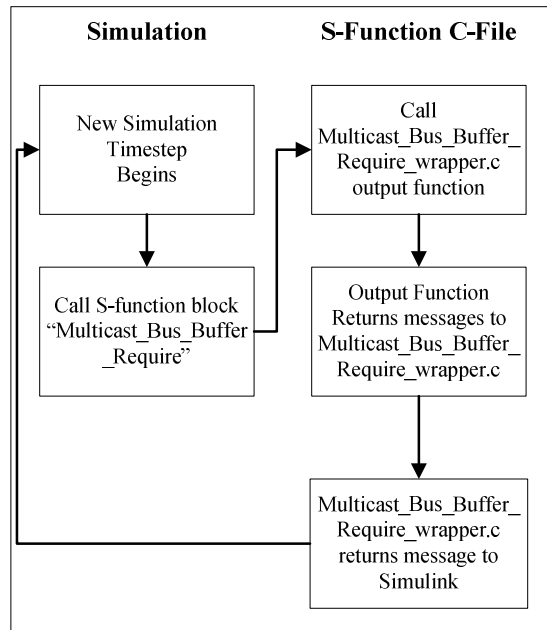 Simulation
S-Function C-File
New Simulation
Timestep
Begins
Call S-function block
“Multicast_Bus_Buffer
_Require”
Call
Multicast_Bus_Buffer_
Require_wrapper.c
output function
Output Function
Returns messages to
Multicast_Bus_Buffer_
Require_wrapper.c
Multicast_Bus_Buffer_
Require_wrapper.c
returns message to
Simulink